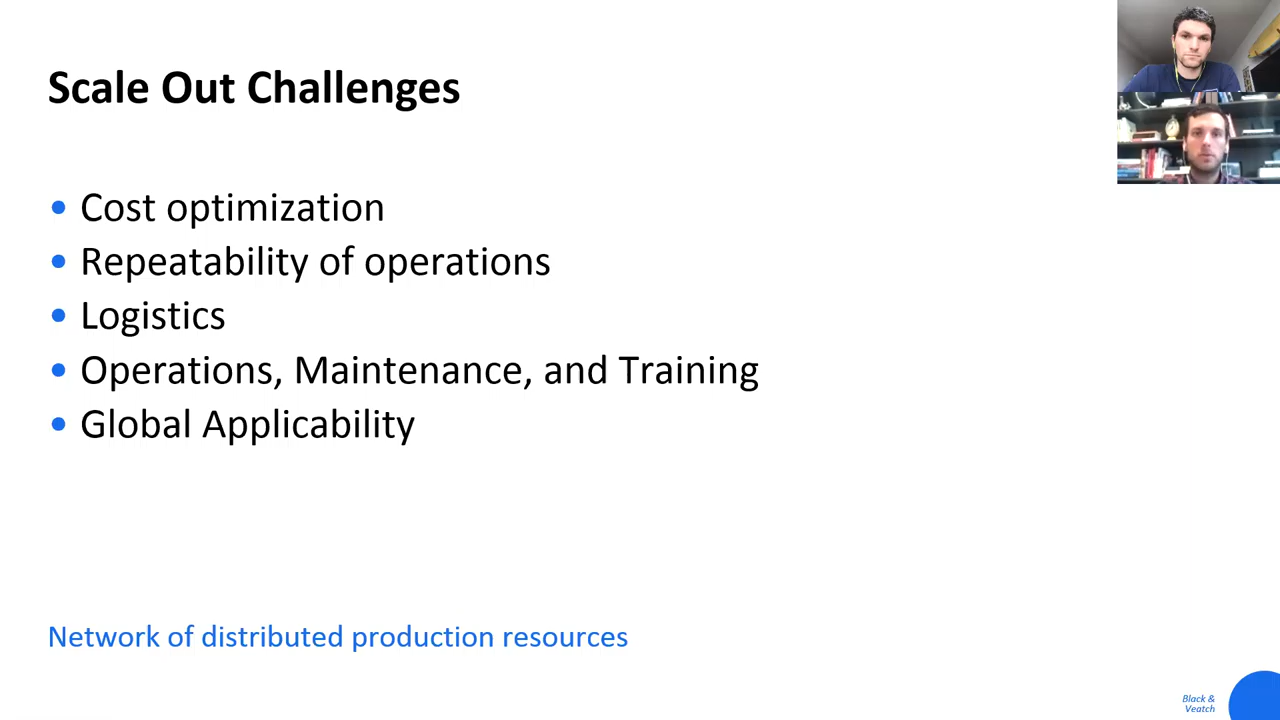 Scale Out Challenges
• Cost optimization
• Repeatability of operations
• Logistics
• Operations, Maintenance, and Training
• Global Applicability
Network of distributed production resources
Black &
Veatch